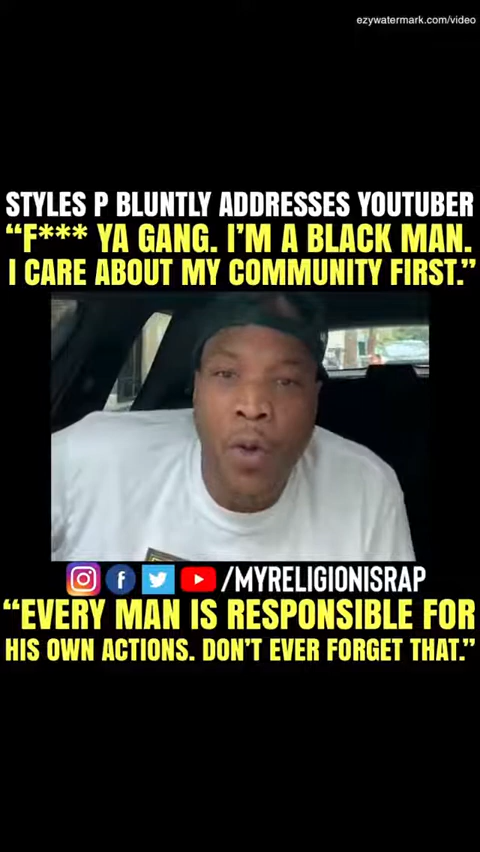 ezywatermark.com/video
STYLES P BLUNTLY ADDRESSES YOUTUBER
“F*** YA GANG. I’M A BLACK MAN.
I CARE ABOUT MY COMMUNITY FIRST.”
/MYRELIGIONISRAP
“EVERY MAN IS RESPONSIBLE FOR
HIS OWN ACTIONS. DON’T EVER FORGET THAT.”